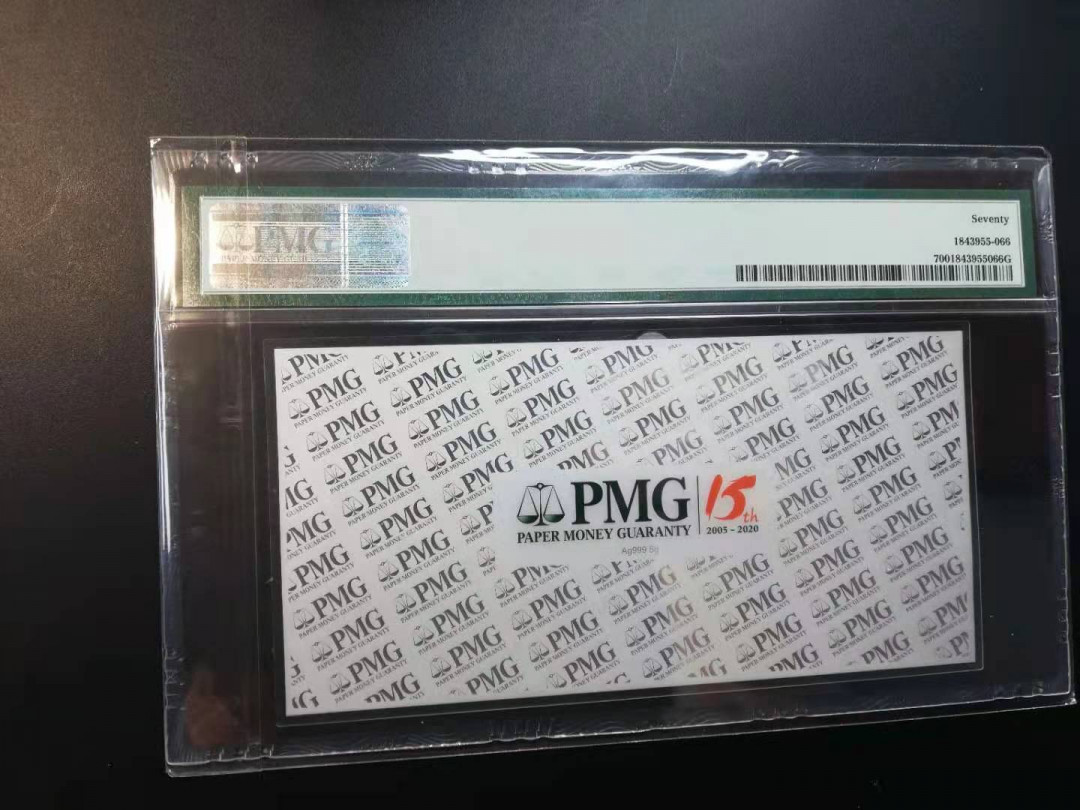 PMG
PAPER MONEY GUARANTY
Seventy
1843955-066
7001843955066G
PMG
PAPER MONEY GUARANTY
15th
2005 - 2020
Ag999 5g